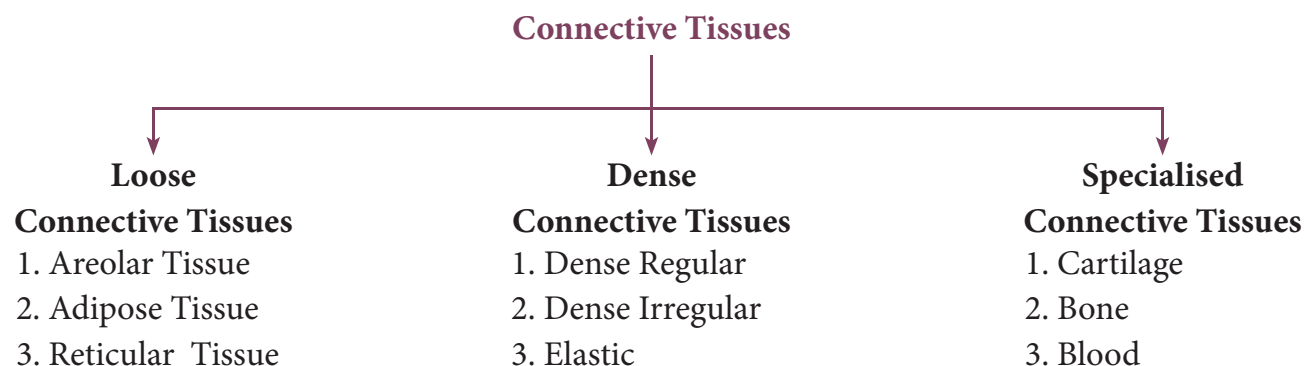 Connective Tissues
Loose
Connective Tissues
1. Areolar Tissue
2. Adipose Tissue
3. Reticular Tissue
Dense
Connective Tissues
1. Dense Regular
2. Dense Irregular
3. Elastic
Specialised
Connective Tissues
1. Cartilage
2. Bone
3. Blood